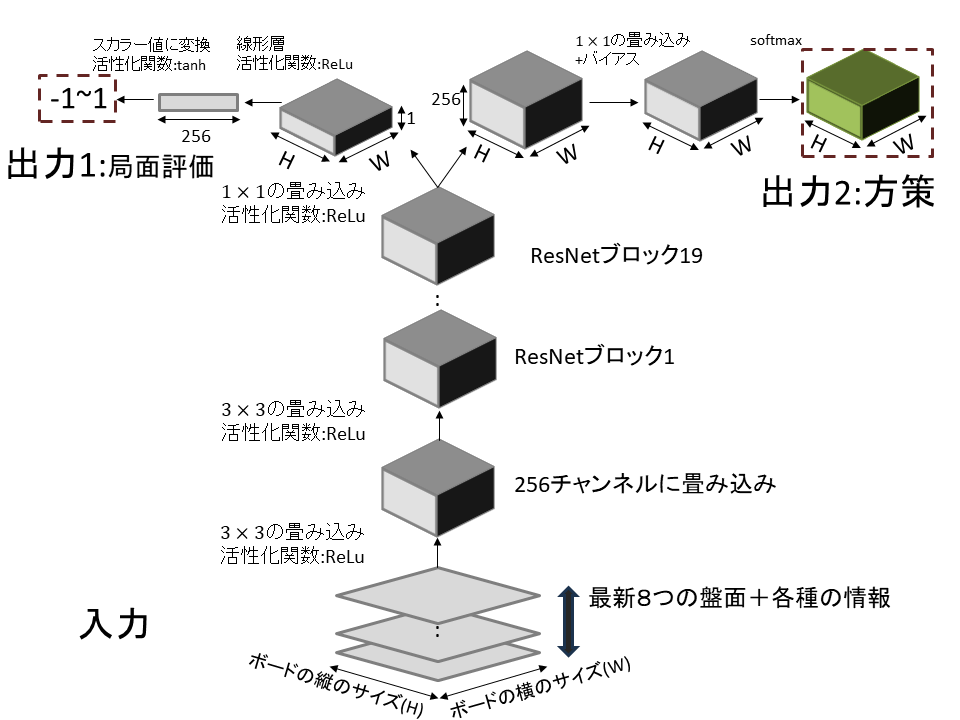 スカラー値に変換
活性化関数:tanh
線形層
活性化関数:ReLu
1×1の畳み込み
+バイアス
softmax
-1~1
256
1
H
W
256
H
W
H
W
H
W
出力1:局面評価
出力2:方策
1×1の畳み込み
活性化関数:ReLu
ResNetブロック19
:
ResNetブロック1
3×3の畳み込み
活性化関数:ReLu
256チャンネルに畳み込み
3×3の畳み込み
活性化関数:ReLu
最新８つの盤面＋各種の情報
入力
:
ボードの縦のサイズ(H)
ボードの横のサイズ(W)